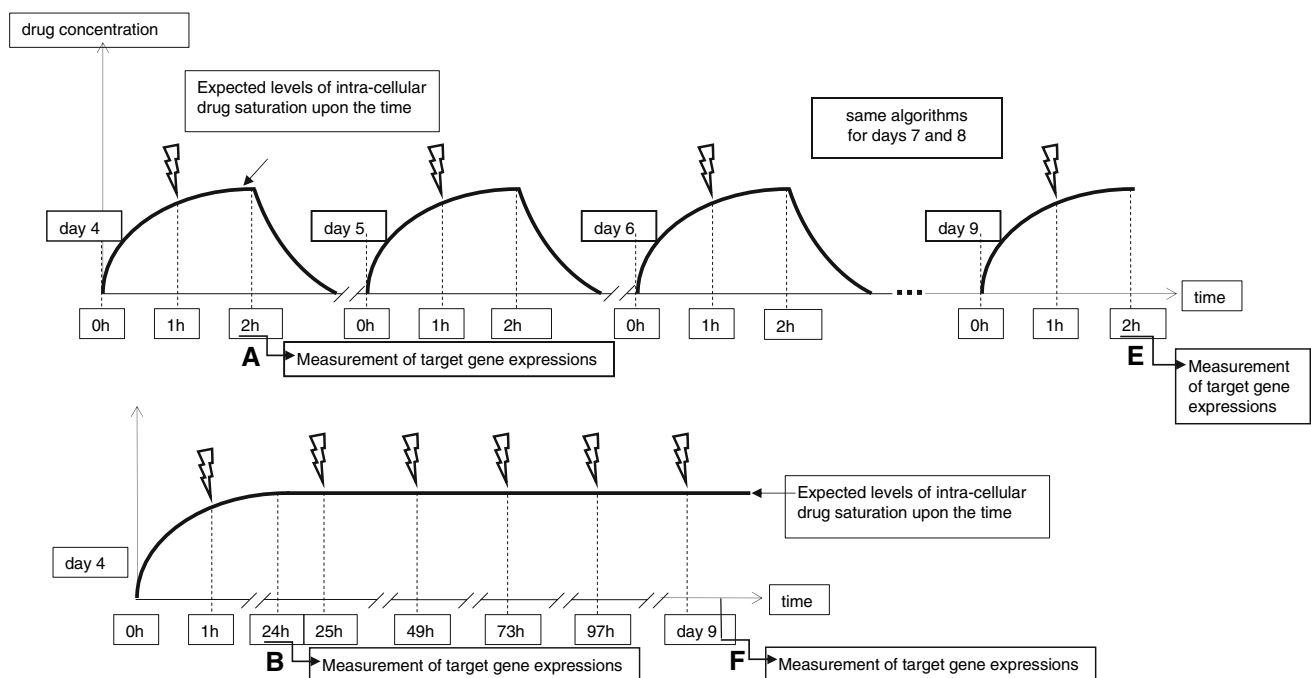 drug concentration
Expected levels of intra-cellular
drug saturation upon the time
same algorithms
for days 7 and 8
day 4
day 5
day 6
day 9
time
0h
1h
2h
0h
1h
2h
0h
1h
2h
0h
1h
2h
A
Measurement of target gene expressions
E
Measurement
of target gene
expressions
Expected levels of intra-cellular
drug saturation upon the time
day 4
time
0h
1h
24h
25h
49h
73h
97h
day 9
B
Measurement of target gene expressions
F
Measurement of target gene expressions